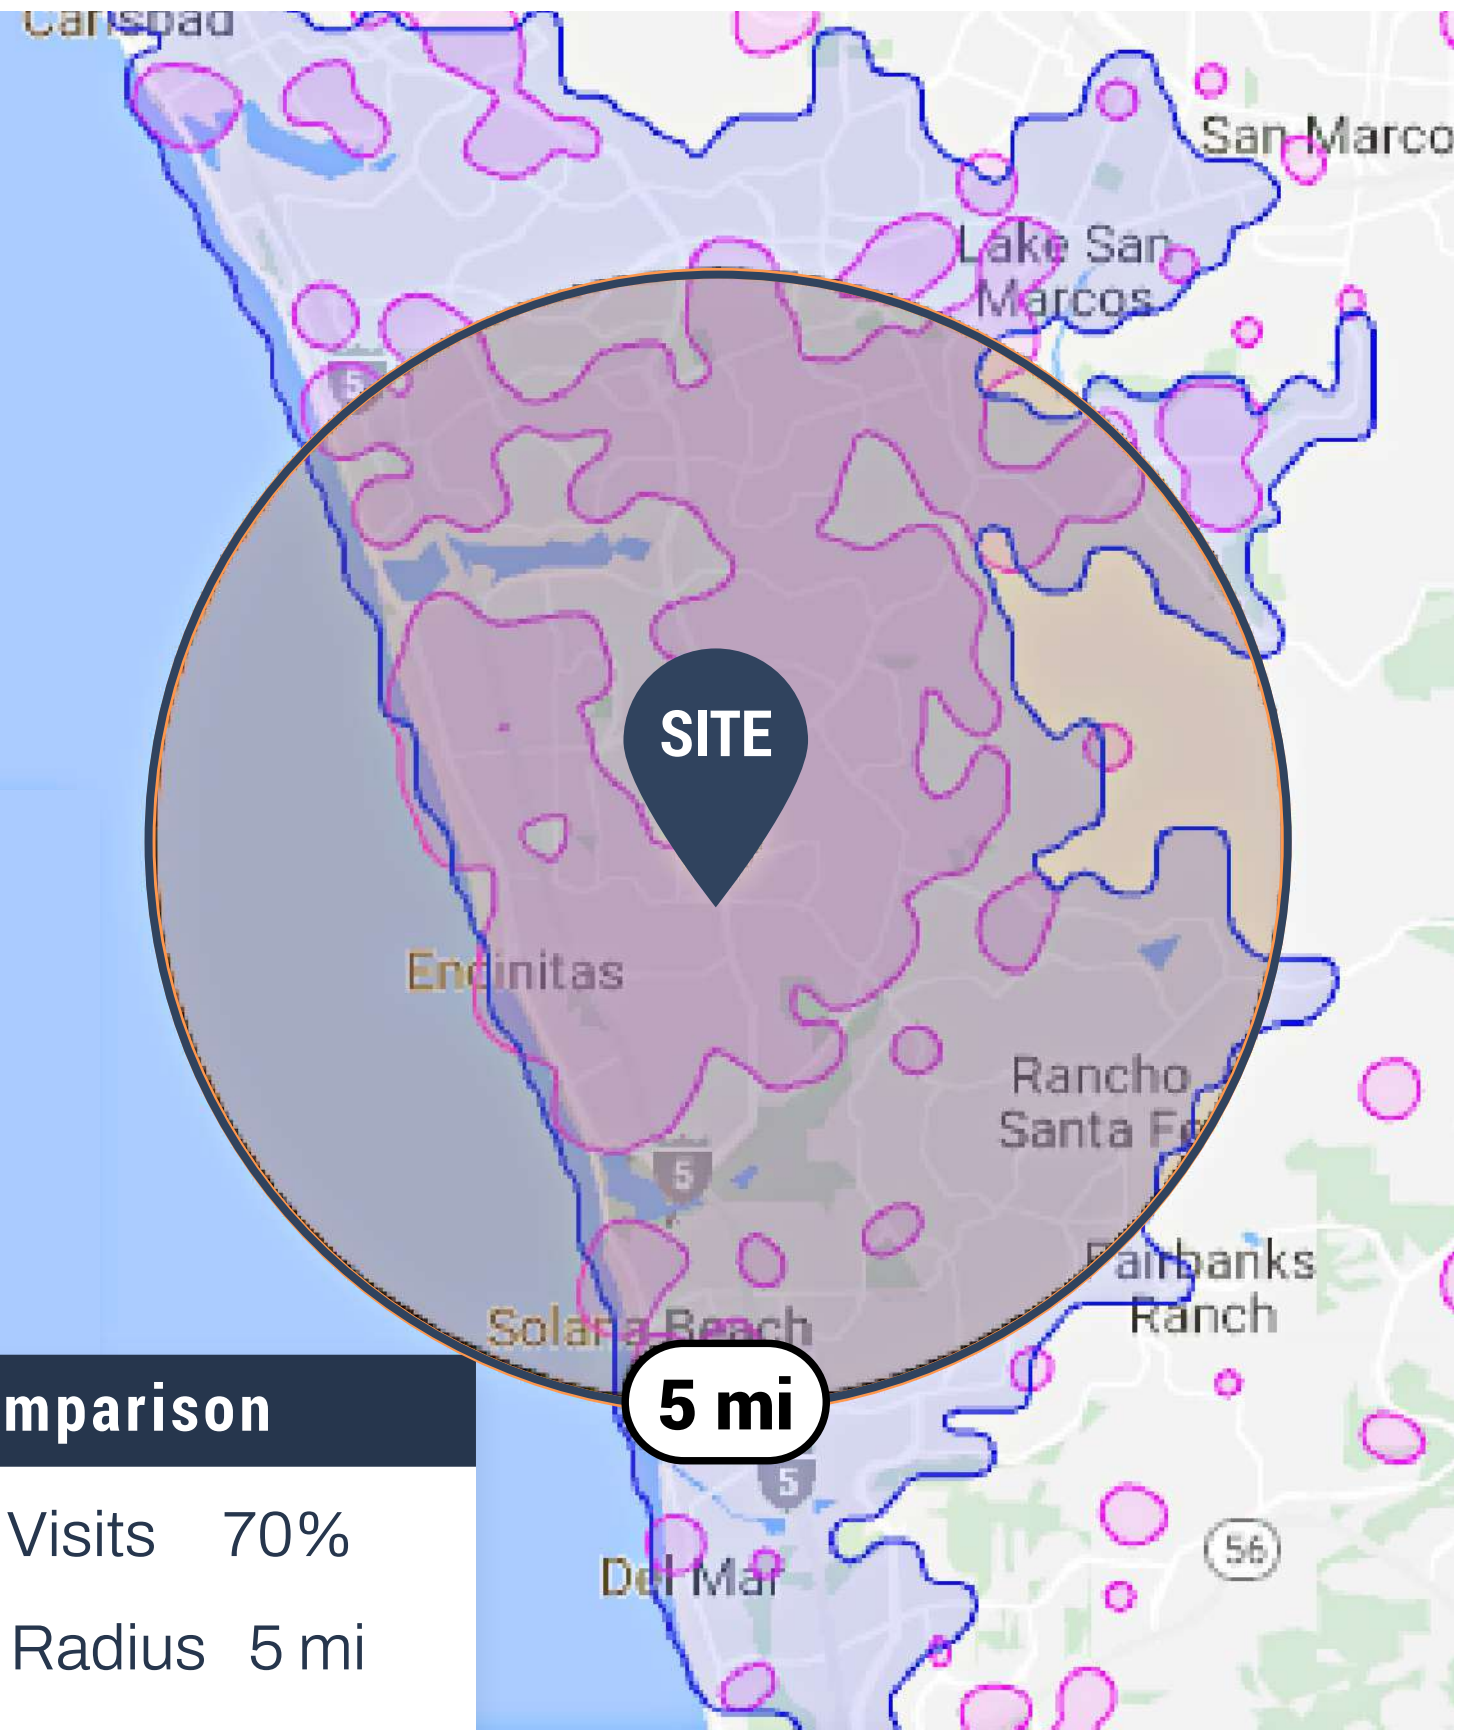 Carlsbad
San Marco
Lake San
Marcos
5
SITE
Encinitas
Rancho
Santa Fe
5
Fairbanks
Ranch
Solana Beach
5 mi
mparison
5
Visits 70%
56
Del Mar
Radius 5 mi